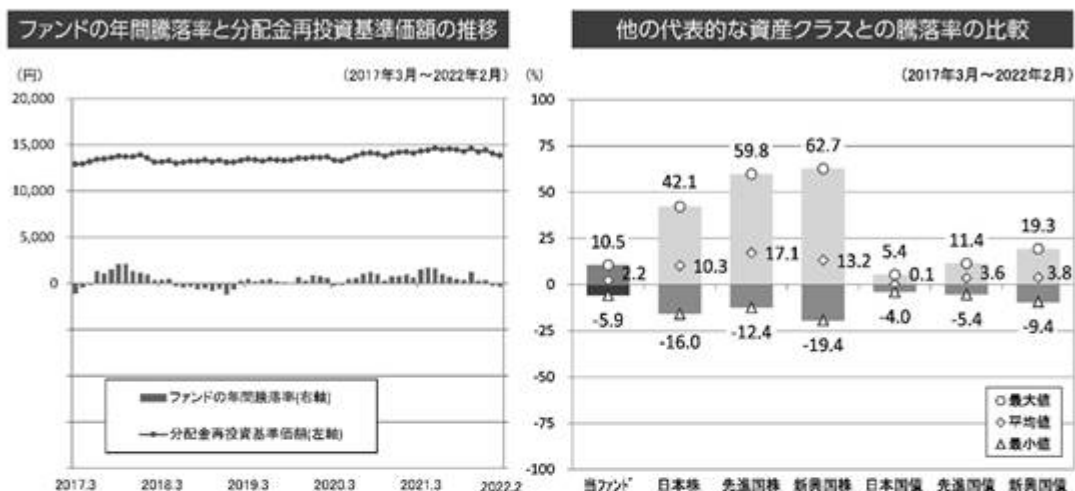 ファンドの年間騰落率と分配金再投資基準価額の推移
(円)
(2017年3月~2022年2月)
20,000
15,000
10,000
5,000
0
ファンドの年間騰落率(右軸)
分配金再投資基準価額(左軸)
2017.3 2018.3 2019.3 2020.3 2021.3 2022.2
他の代表的な資産クラスとの騰落率の比較
(%)
(2017年3月~2022年2月)
100
75
50
25
0
-25
-50
-75
-100
10.5 42.1 59.8 62.7 5.4 11.4 19.3
2.2 10.3 17.1 13.2 0.1 3.6 3.8
-5.9 -16.0 -12.4 -19.4 -4.0 -5.4 -9.4
○最大値
◇平均値
△最小値
当ファンド 日本株 先進国株 新興国株 日本国債 先進国債 新興国債